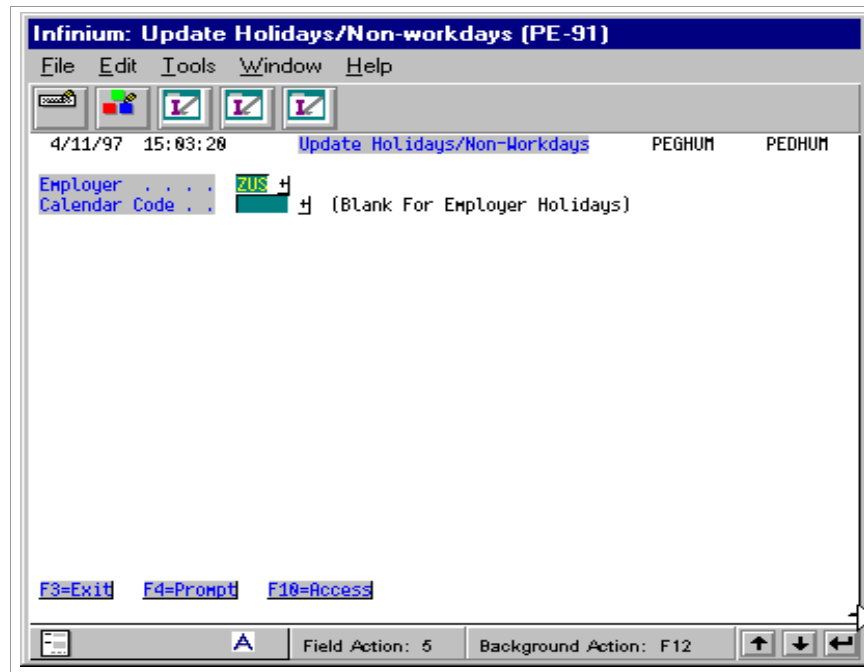 Infinium: Update Holidays/Non-workdays (PE-91)
File Edit Tools Window Help
4/11/97 15:03:20 Update Holidays/Non-Workdays PEGHUM PEDHUM
Employer . . . . ZUS +
Calendar Code . . + (Blank For Employer Holidays)
F3=Exit F4=Prompt F10=Access
A Field Action: 5 Background Action: F12